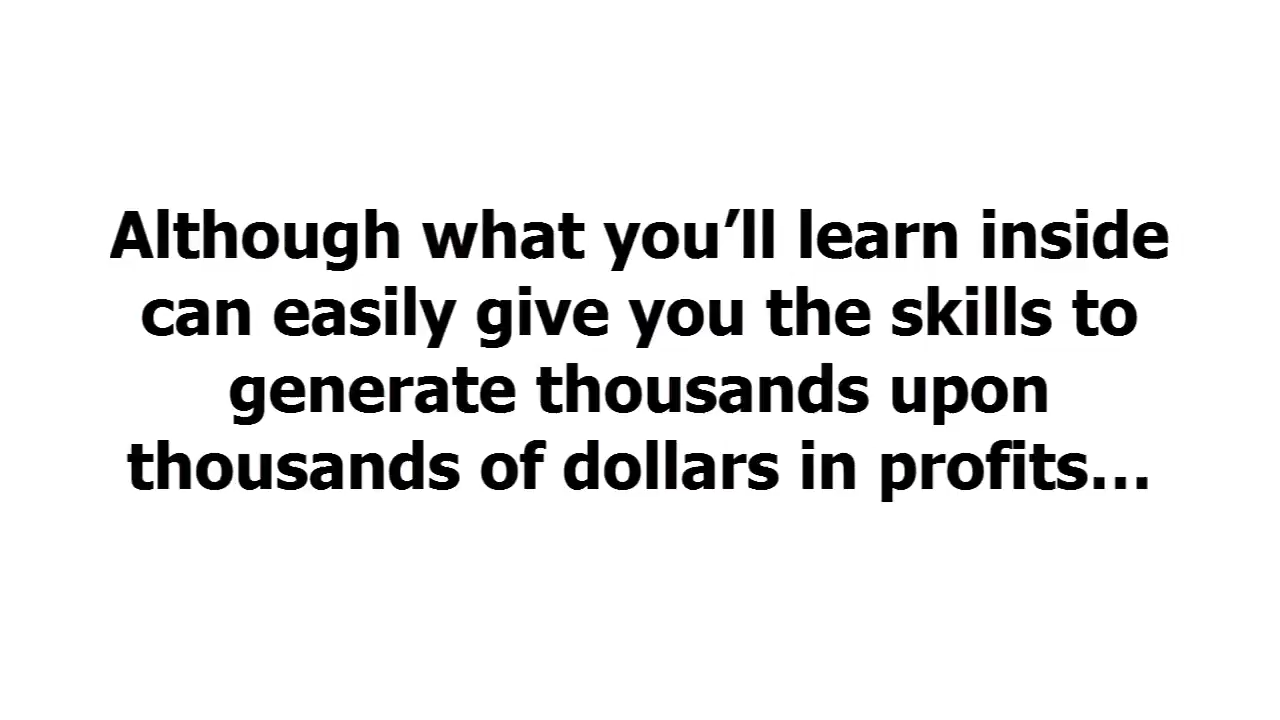 Although what you’ll learn inside
can easily give you the skills to
generate thousands upon
thousands of dollars in profits…